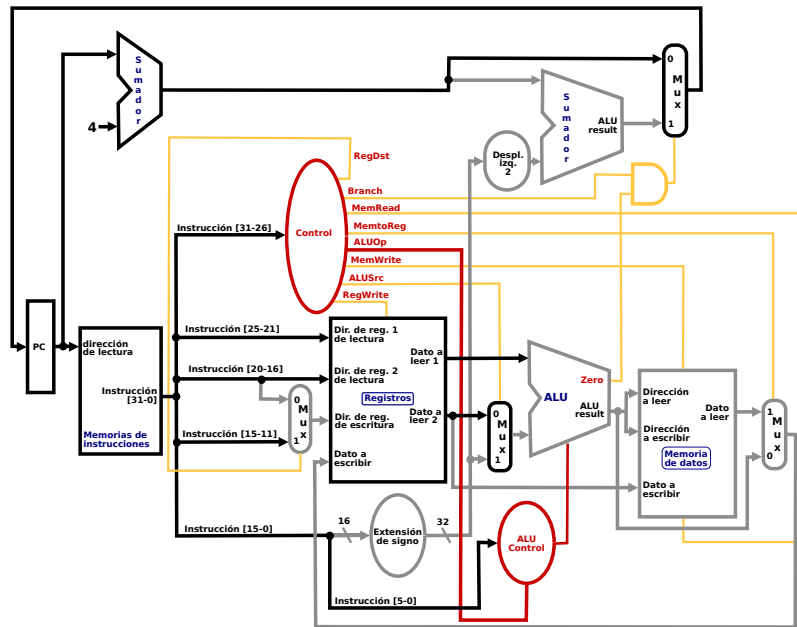 Sumador
4
0
Mux
1
Sumador
ALU
result
Despl.
izq.
2
RegDst
Branch
MemRead
MemtoReg
ALUOp
MemWrite
ALUSrc
RegWrite
Control
Instrucción [31-26]
PC
dirección
de lectura
Instrucción
[31-0]
Memorias de
instrucciones
Instrucción [25-21]
Instrucción [20-16]
Instrucción [15-11]
Instrucción [15-0]
0
Mux
1
Dir. de reg. 1
de lectura
Dir. de reg. 2
de lectura
Registros
Dir. de reg.
de escritura
Dato a
escribir
Dato a
leer 1
Dato a
leer 2
0
Mux
1
Zero
ALU
ALU
result
Dirección
a leer
Dirección
a escribir
Dato
a leer
Memoria
de datos
Dato a
escribir
1
Mux
0
16
Extensión
de signo
32
ALU
Control
Instrucción [5-0]